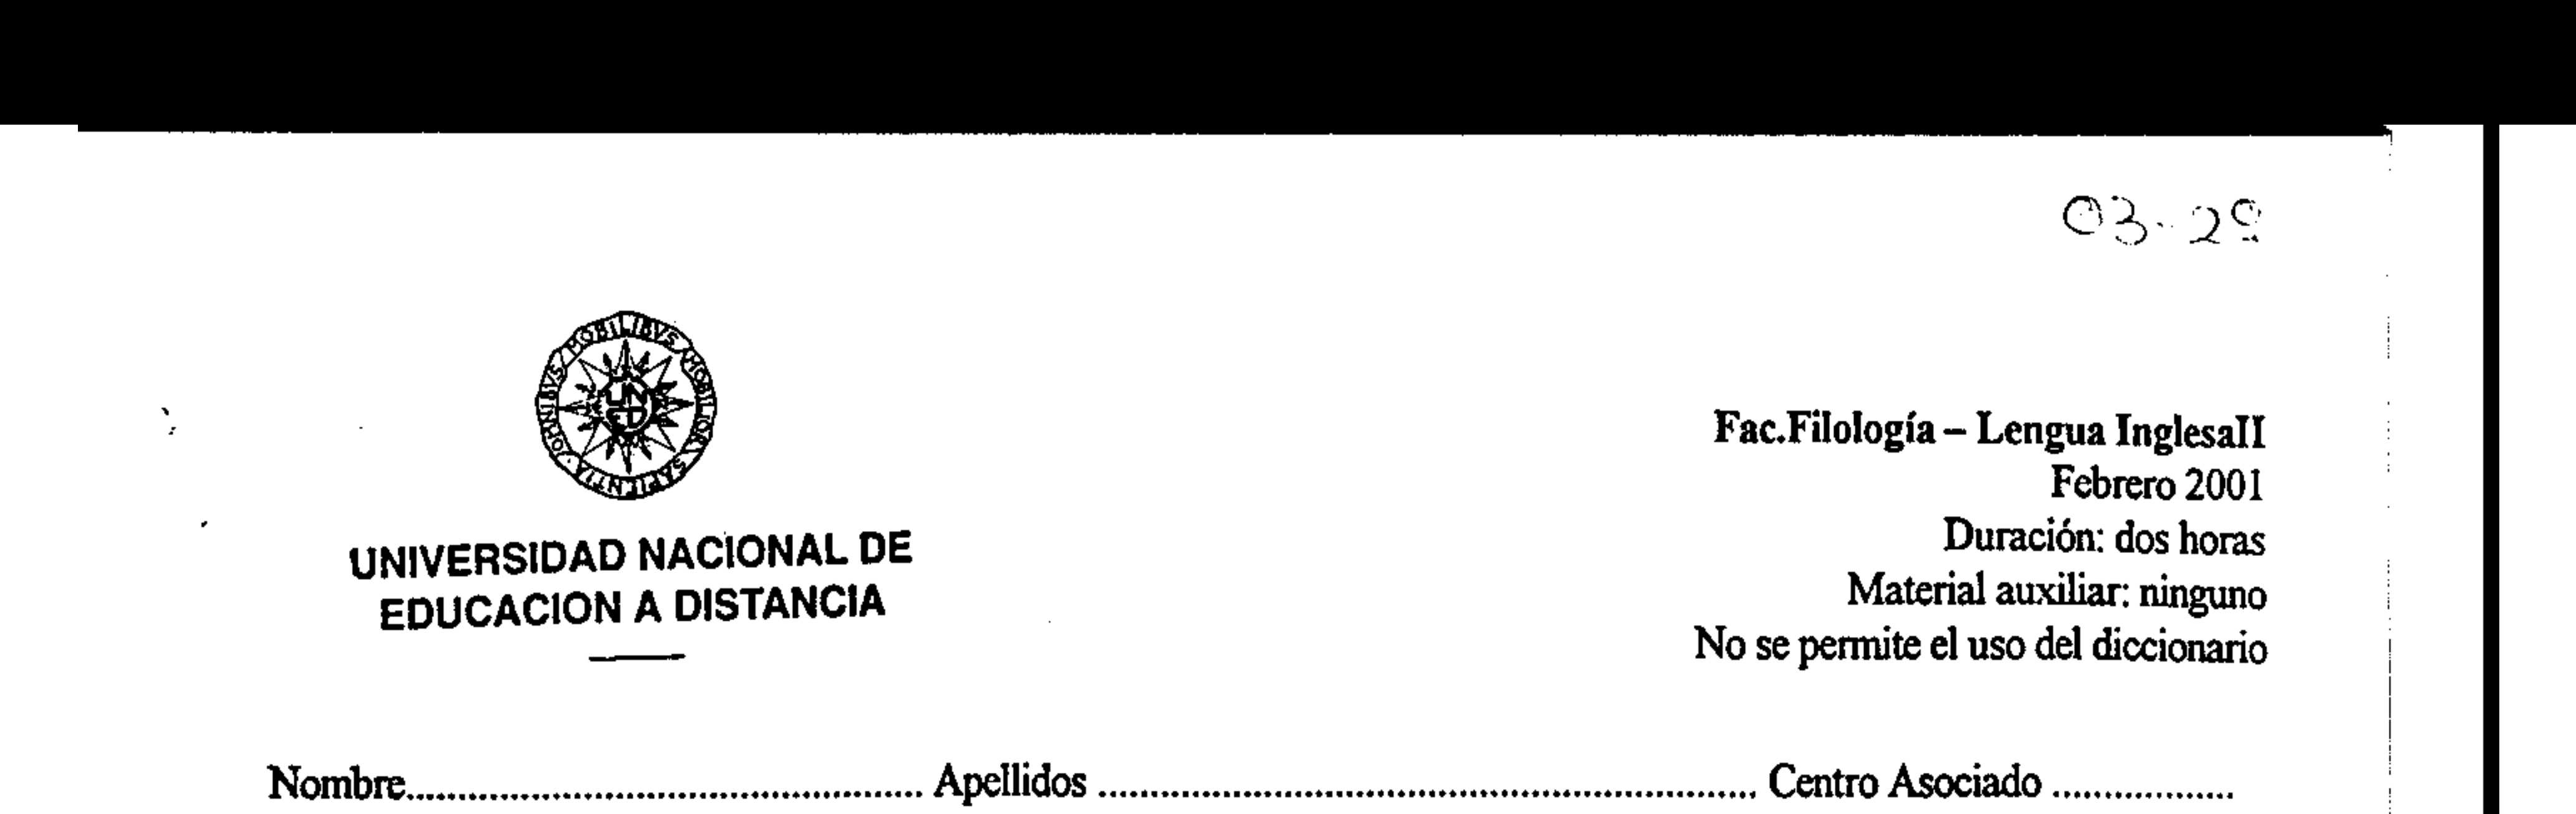 03-29
OMNIBVS MOBILIBVS MOBILIOR SAPIENTIA
UNED
Fac.Filología – Lengua InglesaII
Febrero 2001
Duración: dos horas
Material auxiliar: ninguno
No se permite el uso del diccionario
UNIVERSIDAD NACIONAL DE
EDUCACION A DISTANCIA
Nombre.................................................. Apellidos ................................................................ Centro Asociado ..................